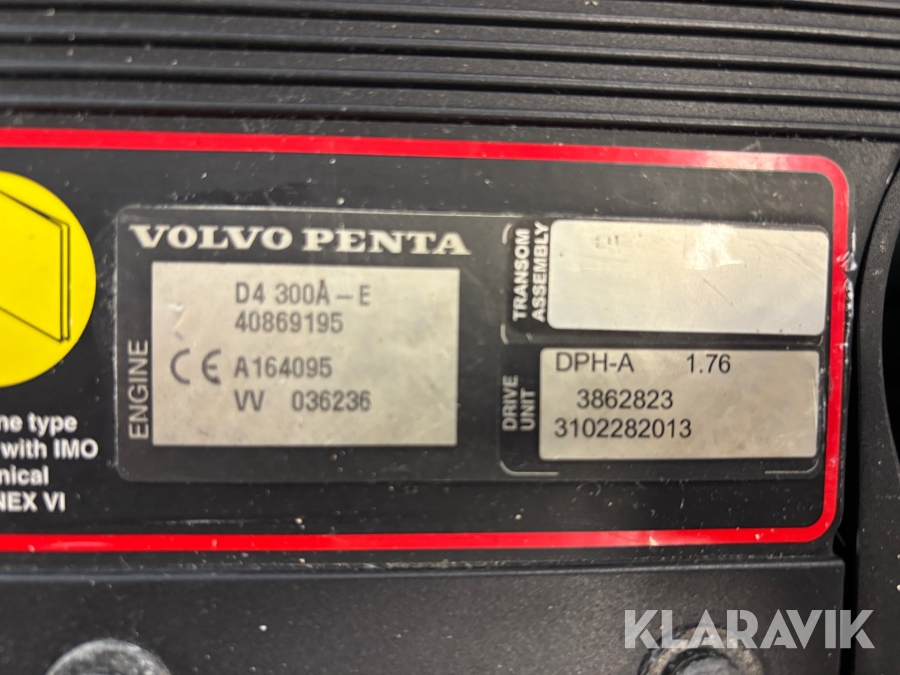 VOLVO PENTA
ENGINE
D4 300A – E
40869195
CE A164095
VV 036236
TRANSOM
ASSEMBLY
DRIVE
UNIT
DPH-A 1.76
3862823
3102282013
ne type
with IMO
nical
NEX VI
KLARAVIK